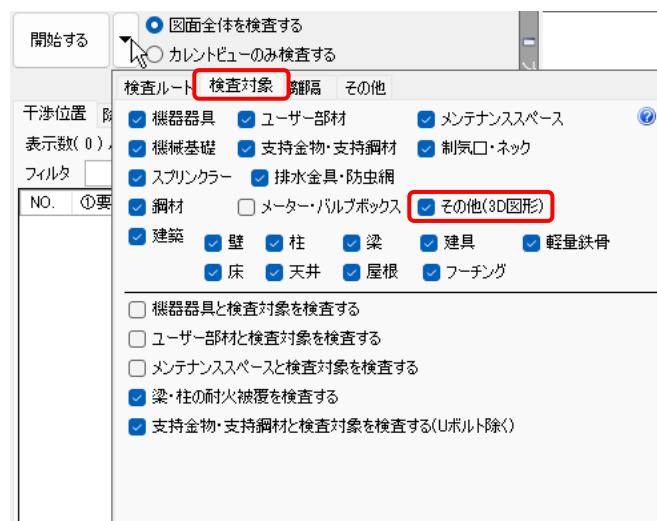 開始する
図面全体を検査する
カレントビューのみ検査する
検査ルート 検査対象 離隔 その他
干渉位置
表示数( 0 )
フィルタ
NO. ①要
機器器具 ユーザー部材 メンテナンススペース
機械基礎 支持金物・支持鋼材 制気口・ネック
スプリンクラー 排水金具・防虫網
鋼材 メーター・バルブボックス その他(3D図形)
建築 壁 柱 梁 建具 軽量鉄骨
床 天井 屋根 フーチング
機器器具と検査対象を検査する
ユーザー部材と検査対象を検査する
メンテナンススペースと検査対象を検査する
梁・柱の耐火被覆を検査する
支持金物・支持鋼材と検査対象を検査する(Uボルト除く)